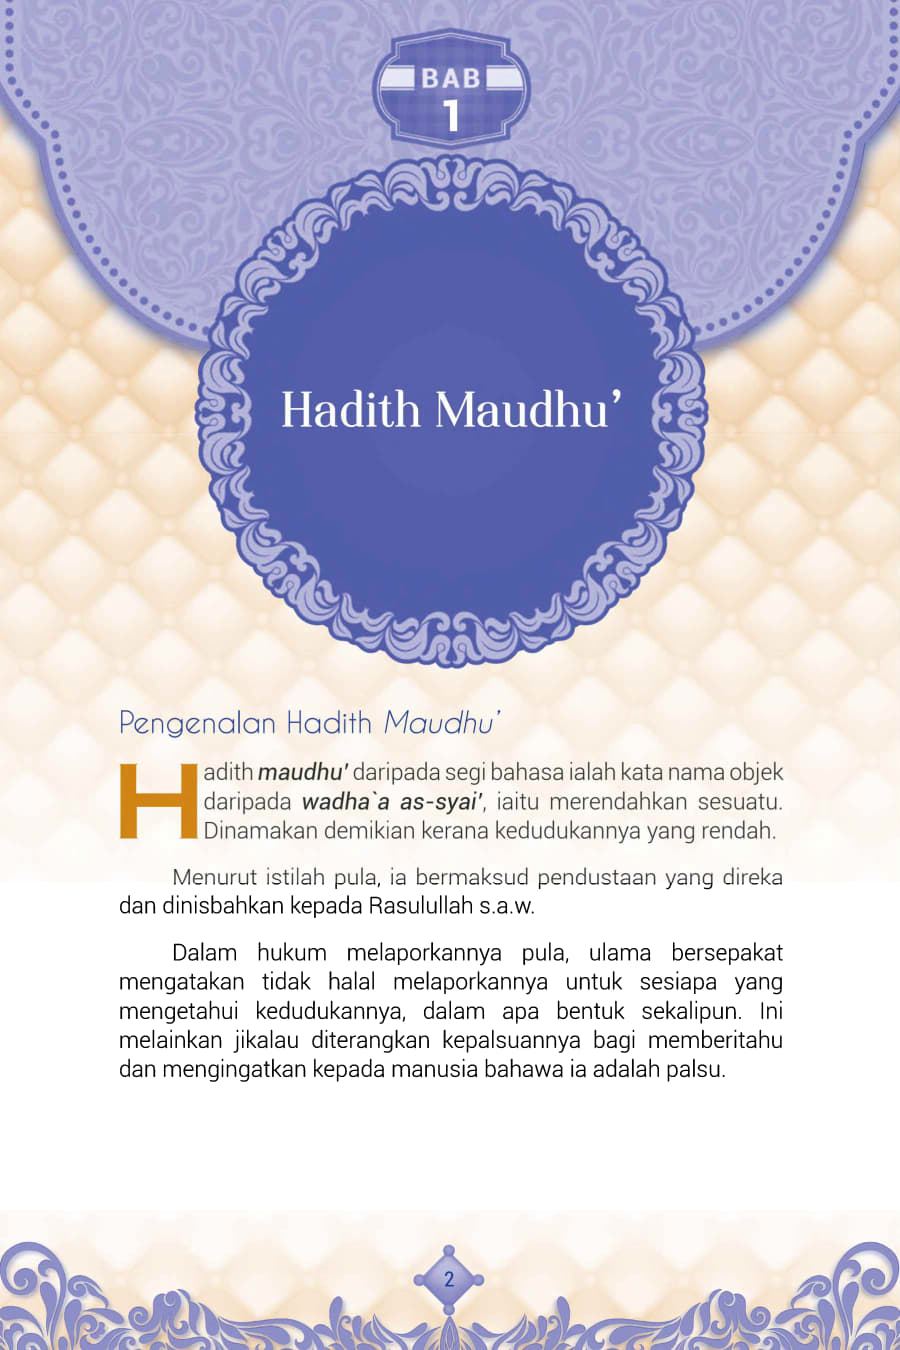 BAB
1
Hadith Maudhu’
Pengenalan Hadith Maudhu’
Hadith maudhu’ daripada segi bahasa ialah kata nama objek
daripada wadha`a as-syai’, iaitu merendahkan sesuatu.
Dinamakan demikian kerana kedudukannya yang rendah.
Menurut istilah pula, ia bermaksud pendustaan yang direka
dan dinisbahkan kepada Rasulullah s.a.w.
Dalam hukum melaporkannya pula, ulama bersepakat
mengatakan tidak halal melaporkannya untuk sesiapa yang
mengetahui kedudukannya, dalam apa bentuk sekalipun. Ini
melainkan jikalau diterangkan kepalsuannya bagi memberitahu
dan mengingatkan kepada manusia bahawa ia adalah palsu.
2